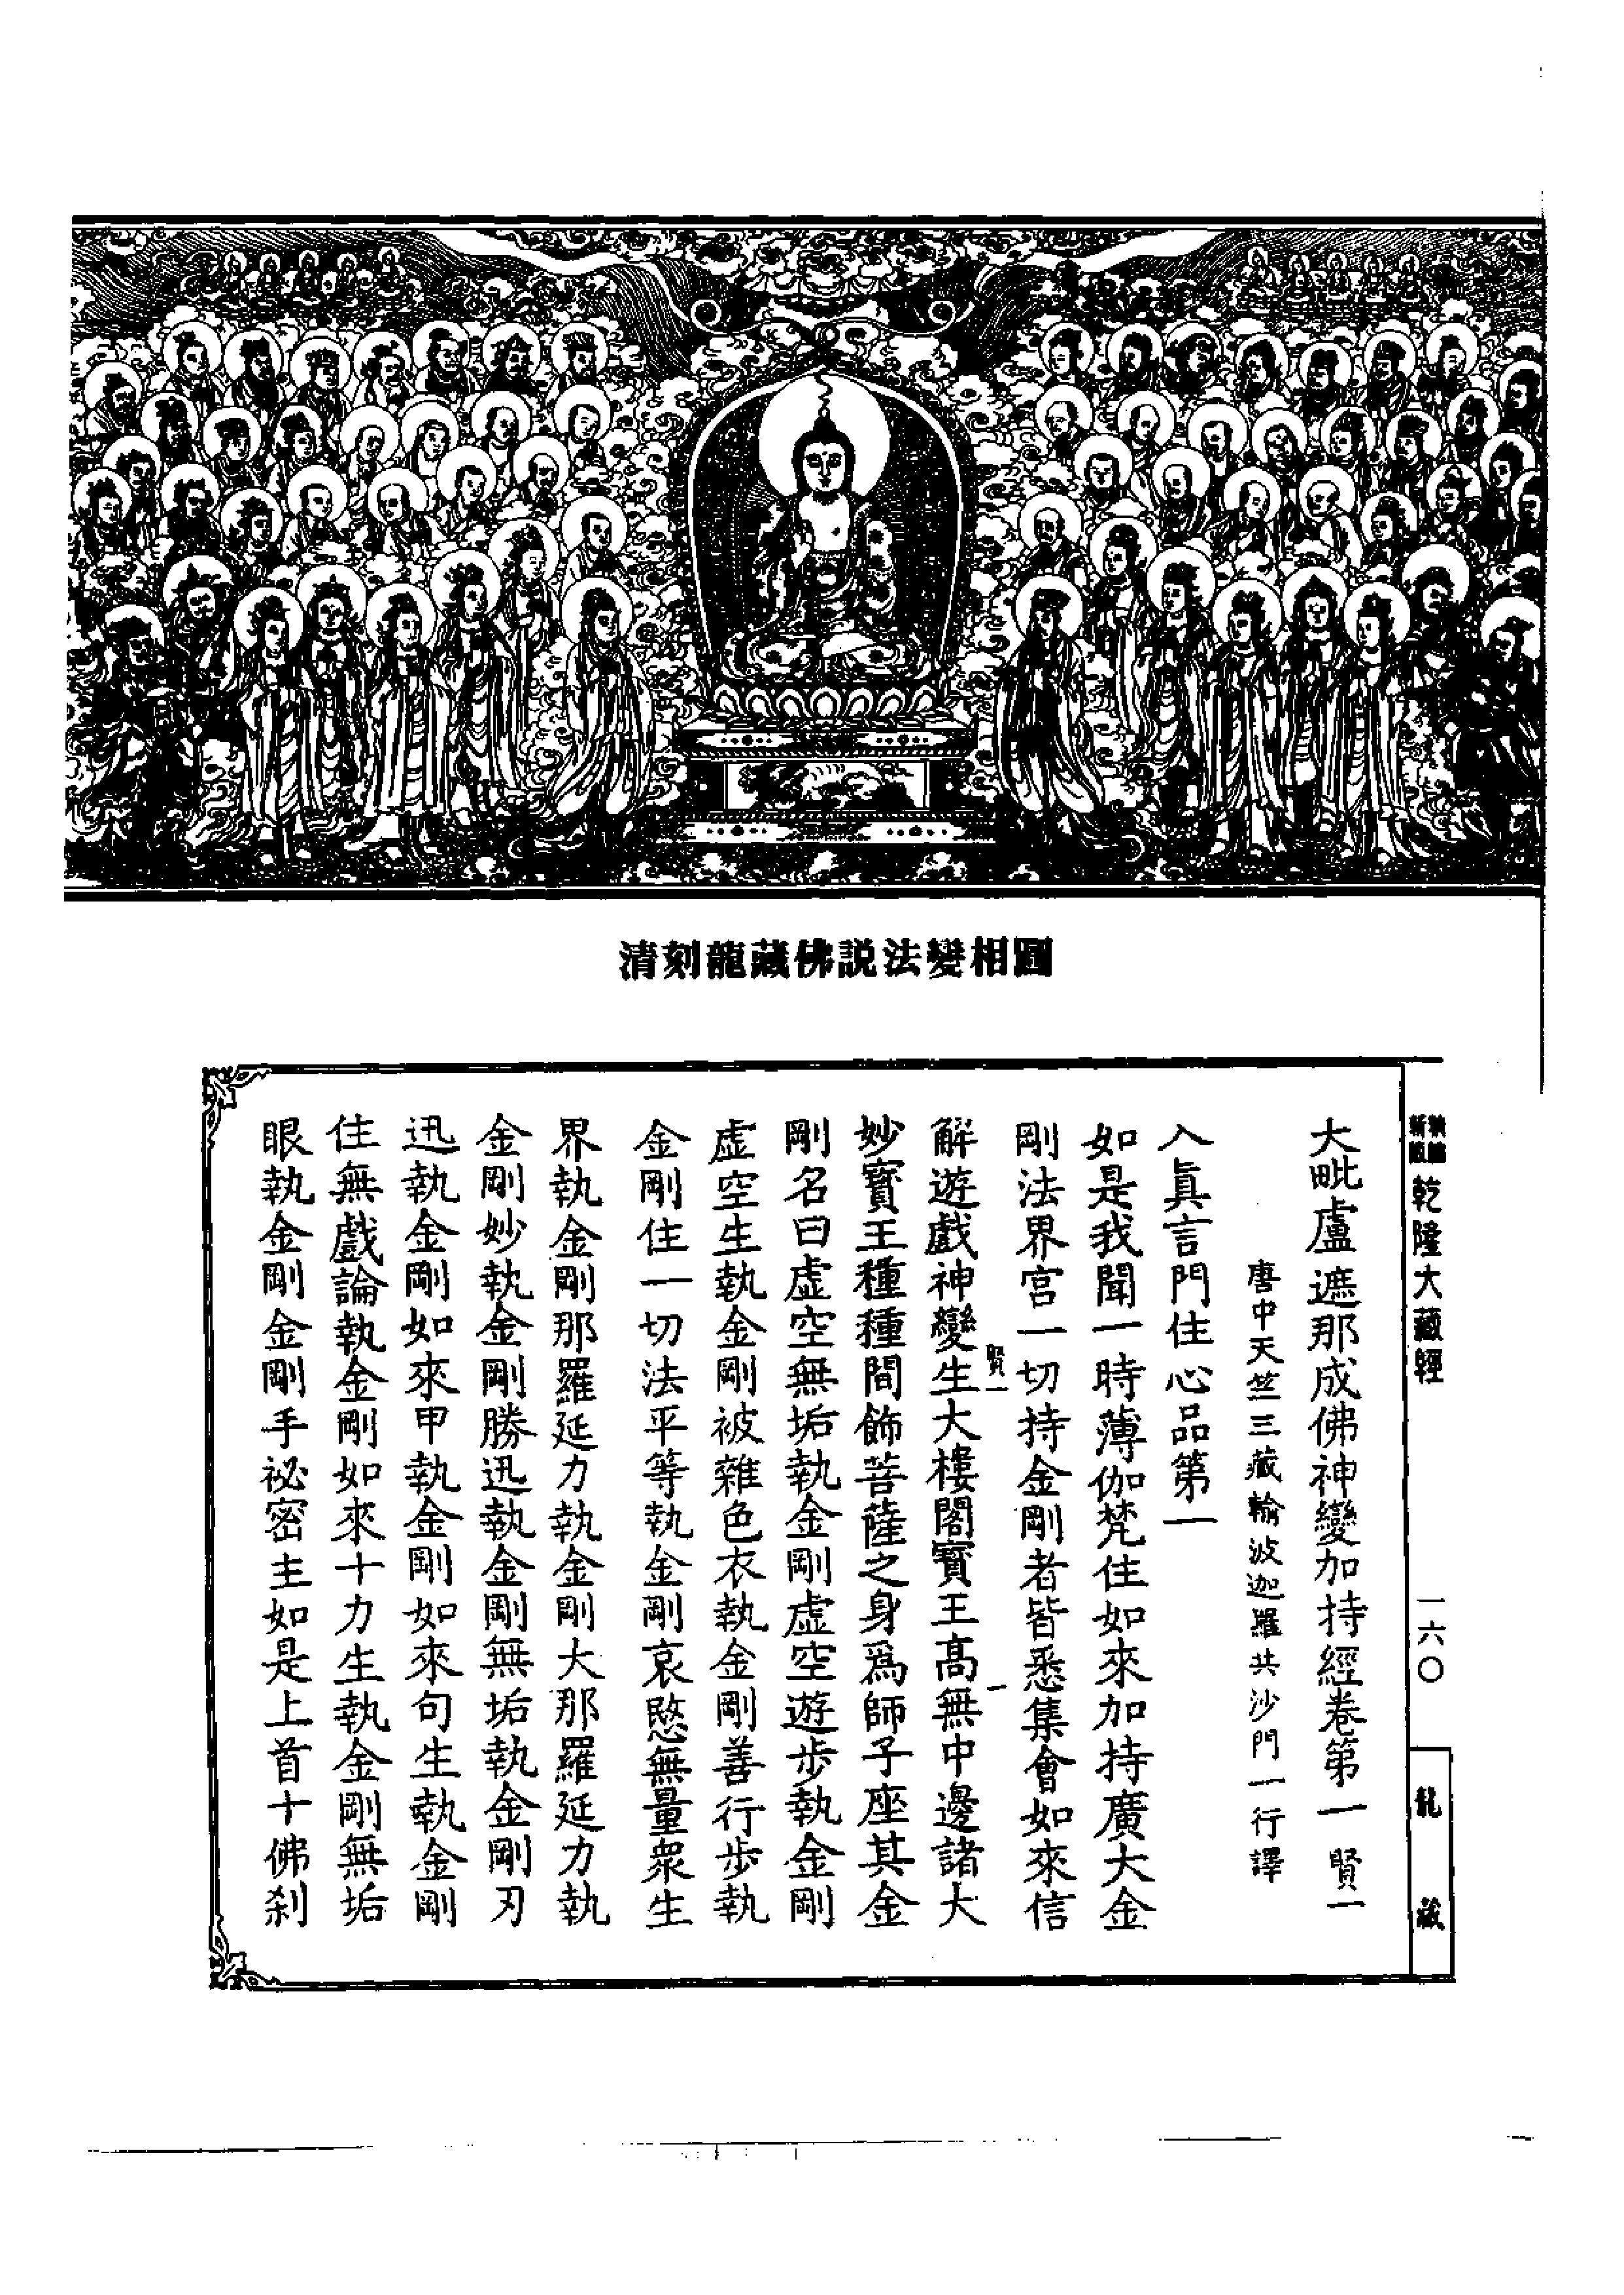 清刻龍藏佛説法變相圖
乾隆大藏經
一六〇
龍藏
大毗盧遮那成佛神變加持經卷第一 賢一
唐中天竺三藏輸波迦羅共沙門一行譯
入眞言門住心品第一
如是我聞一時薄伽梵住如來加持廣大金
剛法界宫一切持金剛者皆悉集會如來信
賢一 一
解遊戲神變生大樓閣寶王髙無中邊諸大
妙寳王種種間飾菩薩之身爲師子座其金
剛名曰虚空無垢執金剛虚空遊步執金剛
虚空生執金剛被雜色衣執金剛善行步執
金剛住一切法平等執金剛哀愍無量衆生
界執金剛那羅延力執金剛大那羅延力執
金剛妙執金剛勝迅執金剛無垢執金剛刃
迅執金剛如來甲執金剛如來句生執金剛
住無戲論執金剛如來十力生執金剛無垢
眼執金剛金剛手祕密主如是上首十佛刹